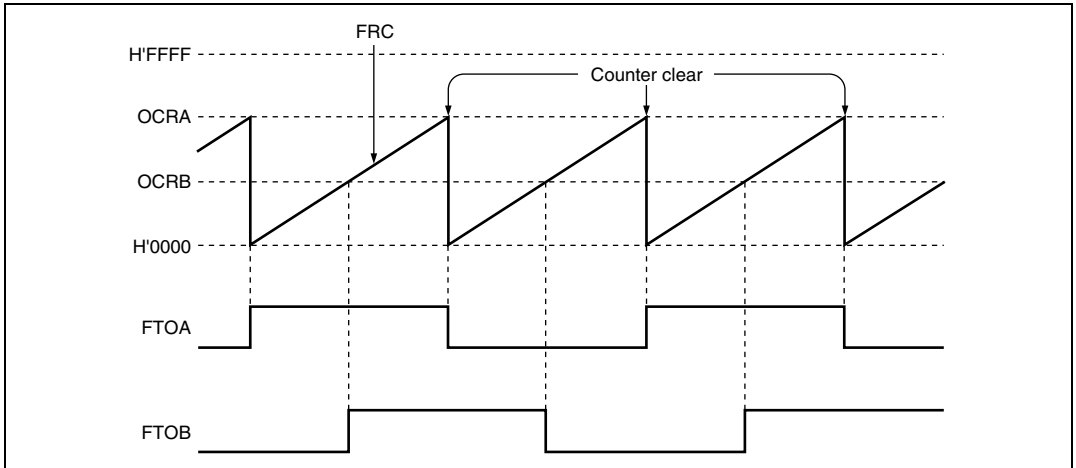 FRC
H'FFFF
Counter clear
OCRA
OCRB
H'0000
FTOA
FTOB